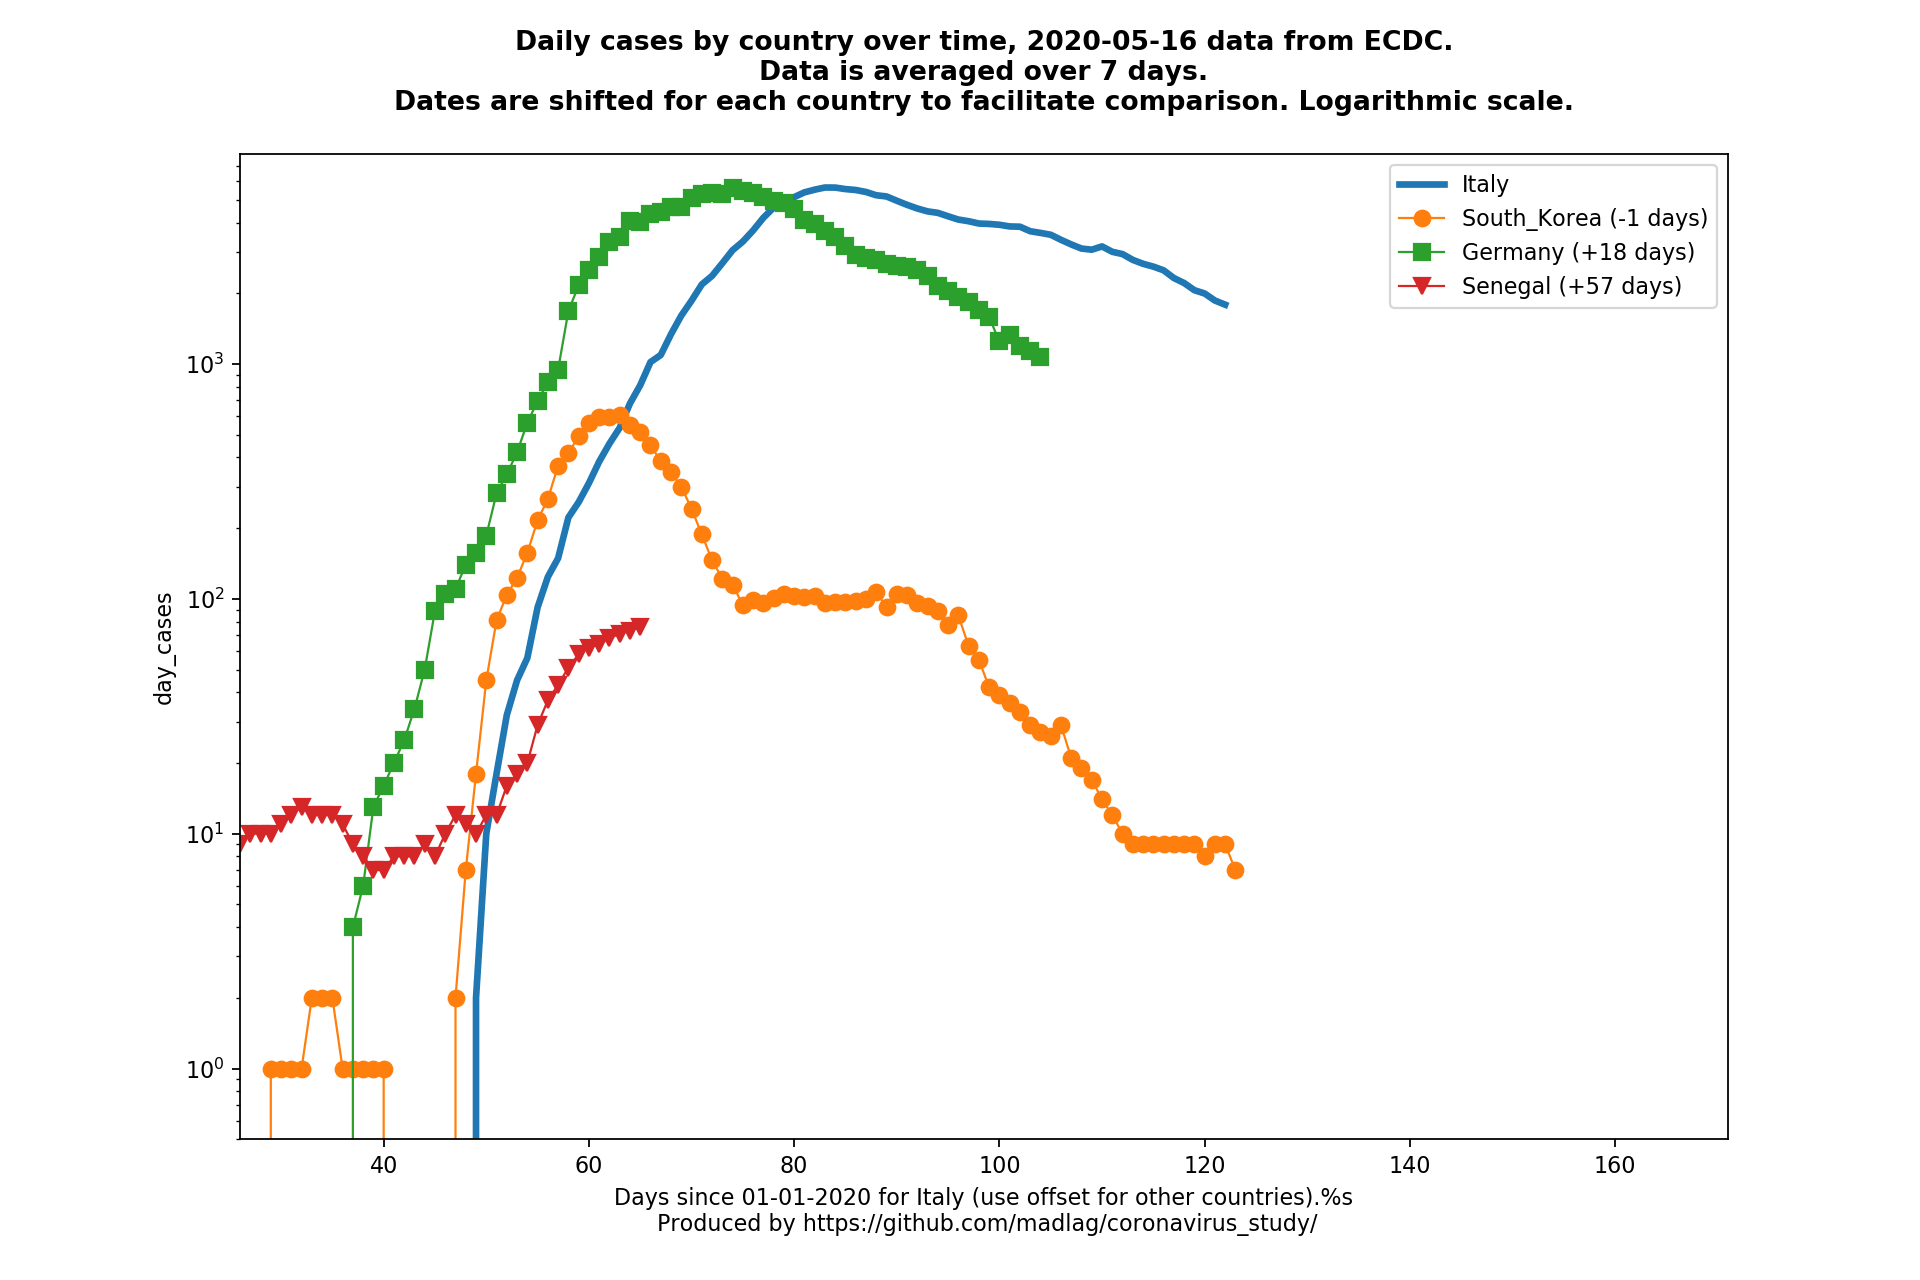 Daily cases by country over time, 2020-05-16 data from ECDC.
Data is averaged over 7 days.
Dates are shifted for each country to facilitate comparison. Logarithmic scale.
Italy
South_Korea (-1 days)
Germany (+18 days)
Senegal (+57 days)
day_cases
10³
10²
10¹
10⁰
40 60 80 100 120 140 160
Days since 01-01-2020 for Italy (use offset for other countries).%s
Produced by https://github.com/madlag/coronavirus_study/